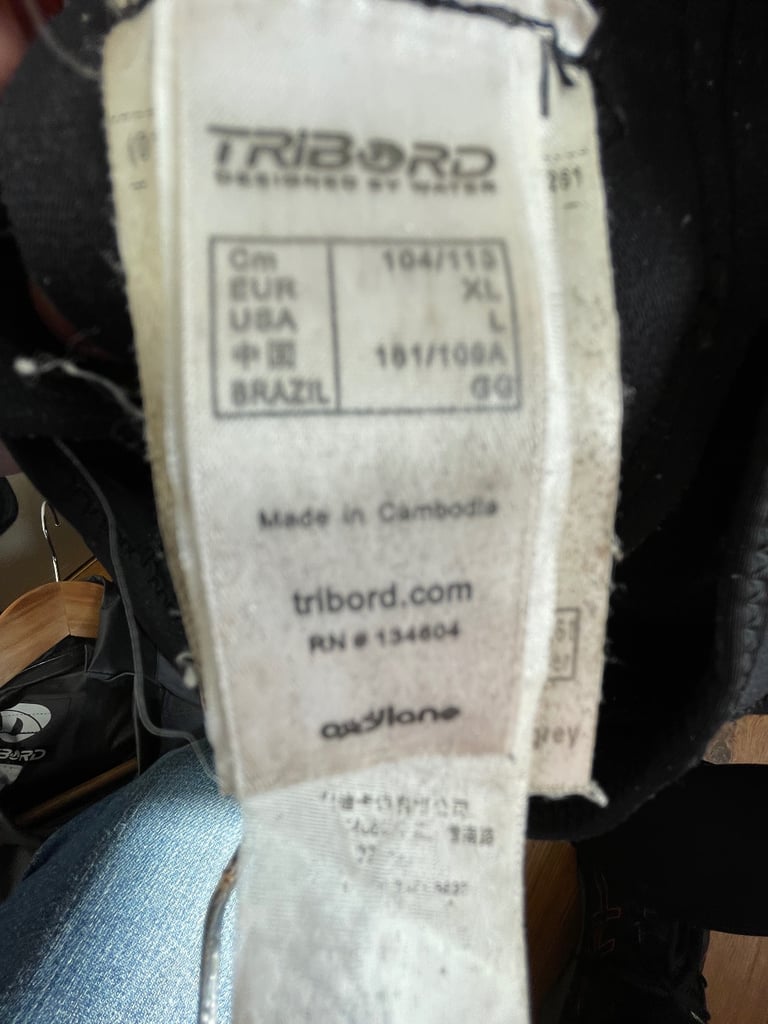 TRIBORD
DESIGNED BY WATER
Cm 104/113
EUR XL
USA L
中国 181/108A
BRAZIL GG
Made in Cambodia
tribord.com
RN # 134604
oxylane
grey